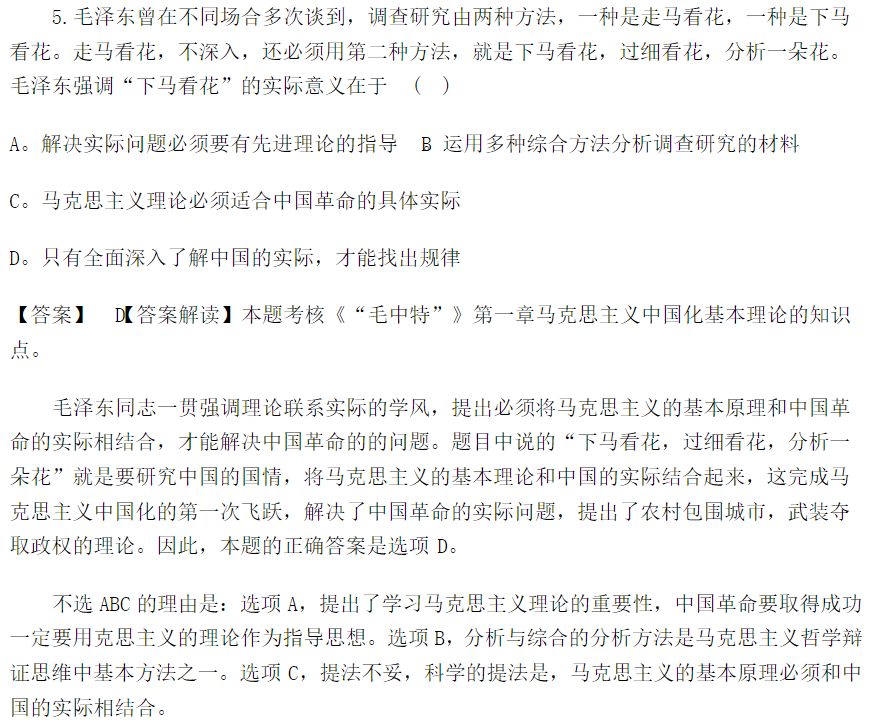 5.毛泽东曾在不同场合多次谈到，调查研究由两种方法，一种是走马看花，一种是下马
看花。走马看花，不深入，还必须用第二种方法，就是下马看花，过细看花，分析一朵花。
毛泽东强调“下马看花”的实际意义在于 （ ）
A。解决实际问题必须要有先进理论的指导 B 运用多种综合方法分析调查研究的材料
C。马克思主义理论必须适合中国革命的具体实际
D。只有全面深入了解中国的实际，才能找出规律
【答案】 D【答案解读】本题考核《“毛中特”》第一章马克思主义中国化基本理论的知识
点。
毛泽东同志一贯强调理论联系实际的学风，提出必须将马克思主义的基本原理和中国革
命的实际相结合，才能解决中国革命的的问题。题目中说的“下马看花，过细看花，分析一
朵花”就是要研究中国的国情，将马克思主义的基本理论和中国的实际结合起来，这完成马
克思主义中国化的第一次飞跃，解决了中国革命的实际问题，提出了农村包围城市，武装夺
取政权的理论。因此，本题的正确答案是选项 D。
不选 ABC 的理由是：选项 A，提出了学习马克思主义理论的重要性，中国革命要取得成功
一定要用克思主义的理论作为指导思想。选项 B，分析与综合的分析方法是马克思主义哲学辩
证思维中基本方法之一。选项 C，提法不妥，科学的提法是，马克思主义的基本原理必须和中
国的实际相结合。